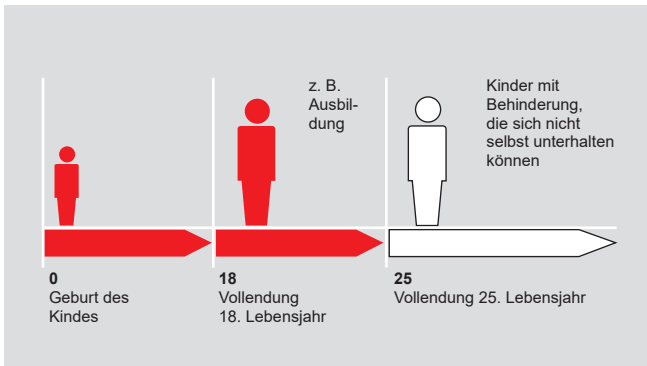 z. B.
Ausbil-
dung
Kinder mit
Behinderung,
die sich nicht
selbst unterhalten
können
0
Geburt des
Kindes
18
Vollendung
18. Lebensjahr
25
Vollendung 25. Lebensjahr